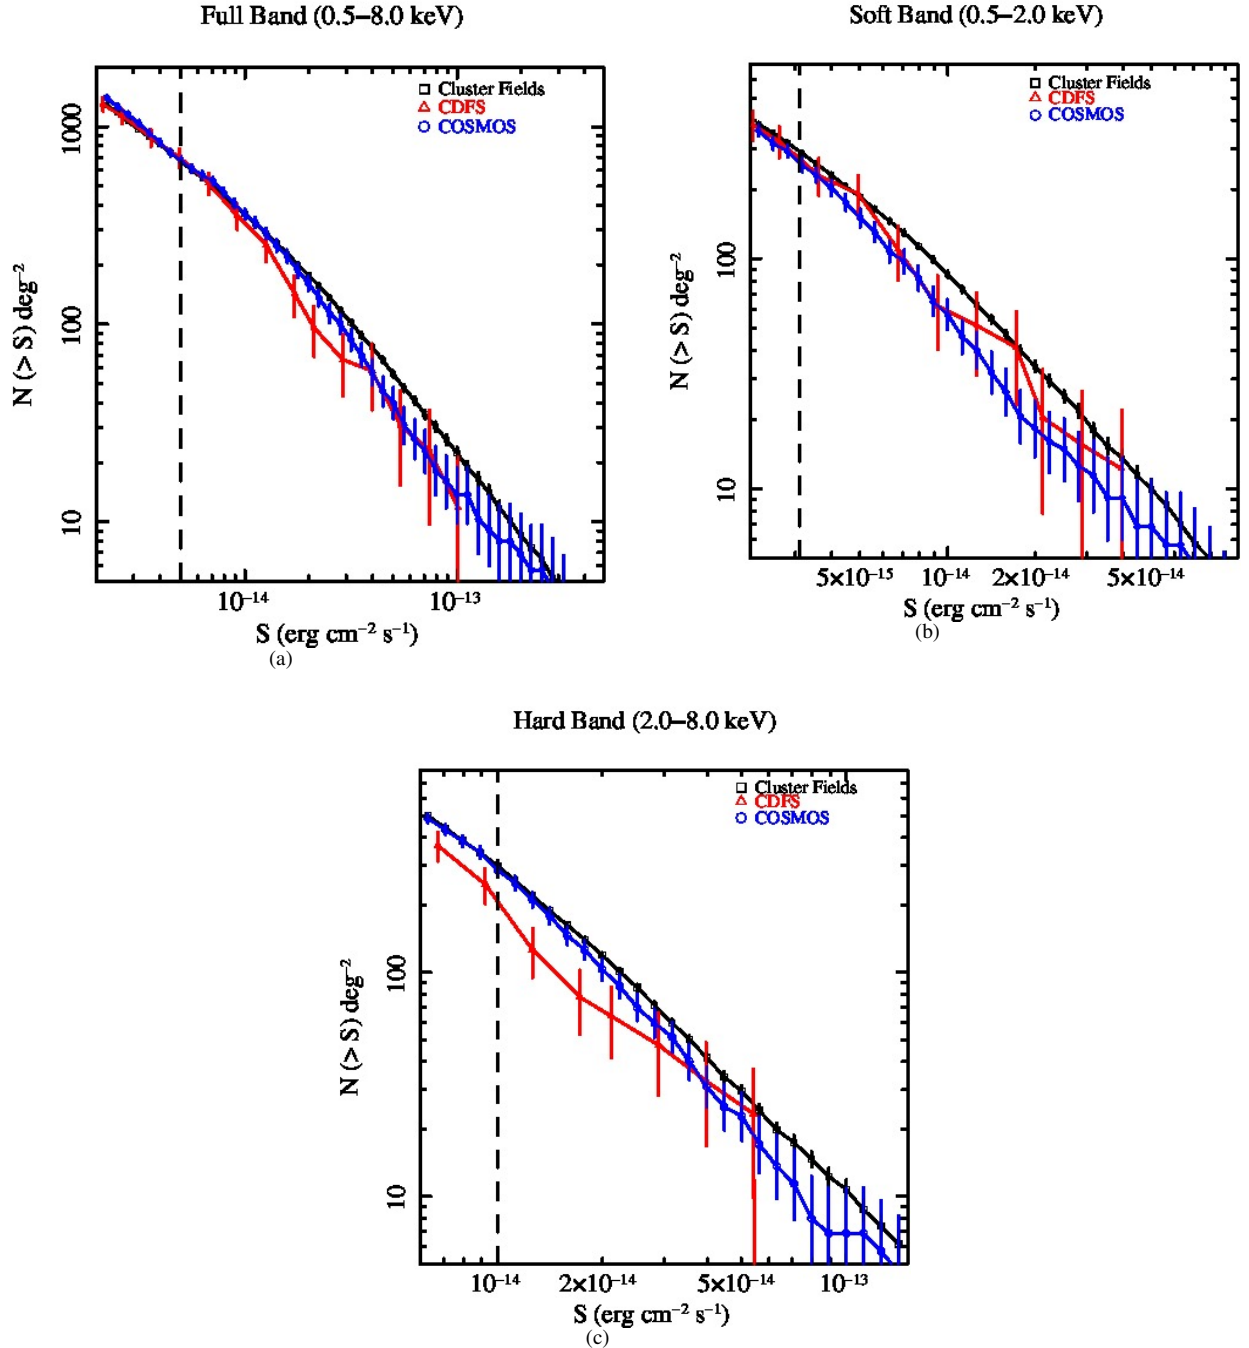 Full Band (0.5–8.0 keV)
Cluster Fields
CDFS
COSMOS
1000
100
10
N (> S) deg⁻²
10⁻¹⁴ 10⁻¹³
S (erg cm⁻² s⁻¹)
(a)
Soft Band (0.5–2.0 keV)
Cluster Fields
CDFS
COSMOS
100
10
N (> S) deg⁻²
5×10⁻¹⁵ 10⁻¹⁴ 2×10⁻¹⁴ 5×10⁻¹⁴
S (erg cm⁻² s⁻¹)
(b)
Hard Band (2.0–8.0 keV)
Cluster Fields
CDFS
COSMOS
100
10
N (> S) deg⁻²
10⁻¹⁴ 2×10⁻¹⁴ 5×10⁻¹⁴ 10⁻¹³
S (erg cm⁻² s⁻¹)
(c)